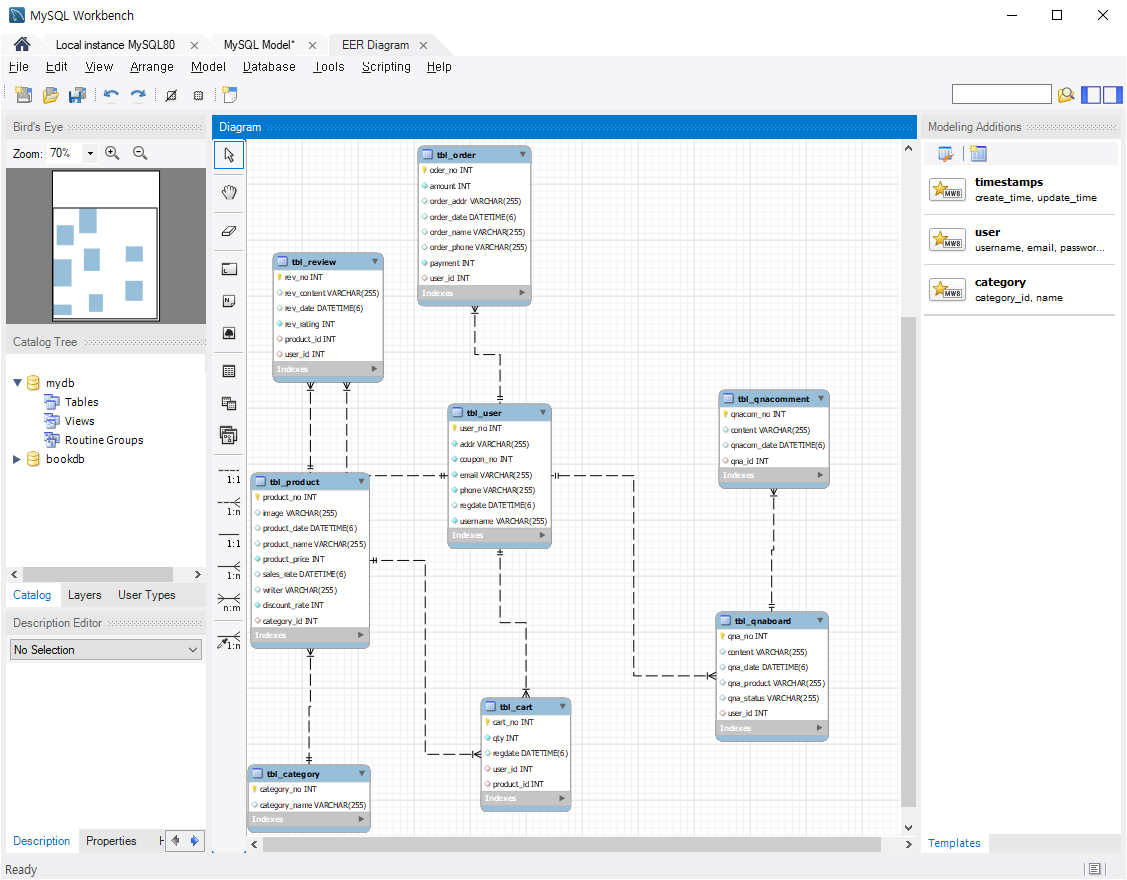 MySQL Workbench
Local instance MySQL80
MySQL Model*
EER Diagram
File Edit View Arrange Model Database Tools Scripting Help
Bird's Eye
Zoom: 70%
Catalog Tree
mydb
Tables
Views
Routine Groups
bookdb
Catalog Layers User Types
Description Editor
No Selection
Description Properties H
Diagram
1:1
1:n
1:1
1:n
n:m
1:n
tbl_order
oder_no INT
amount INT
order_addr VARCHAR(255)
order_date DATETIME(6)
order_name VARCHAR(255)
order_phone VARCHAR(255)
payment INT
user_id INT
Indexes
tbl_review
rev_no INT
rev_content VARCHAR(255)
rev_date DATETIME(6)
rev_rating INT
product_id INT
user_id INT
Indexes
tbl_user
user_no INT
addr VARCHAR(255)
coupon_no INT
email VARCHAR(255)
phone VARCHAR(255)
regdate DATETIME(6)
username VARCHAR(255)
Indexes
tbl_qnacomment
qnacom_no INT
content VARCHAR(255)
qnacom_date DATETIME(6)
qna_id INT
Indexes
tbl_product
product_no INT
image VARCHAR(255)
product_date DATETIME(6)
product_name VARCHAR(255)
product_price INT
sales_rate DATETIME(6)
writer VARCHAR(255)
discount_rate INT
category_id INT
Indexes
tbl_qnaboard
qna_no INT
content VARCHAR(255)
qna_date DATETIME(6)
qna_product VARCHAR(255)
qna_status VARCHAR(255)
user_id INT
Indexes
tbl_cart
cart_no INT
qty INT
regdate DATETIME(6)
user_id INT
product_id INT
Indexes
tbl_category
category_no INT
category_name VARCHAR(255)
Indexes
Modeling Additions
MWB
timestamps
create_time, update_time
MWB
user
username, email, passwor...
MWB
category
category_id, name
Templates
Ready